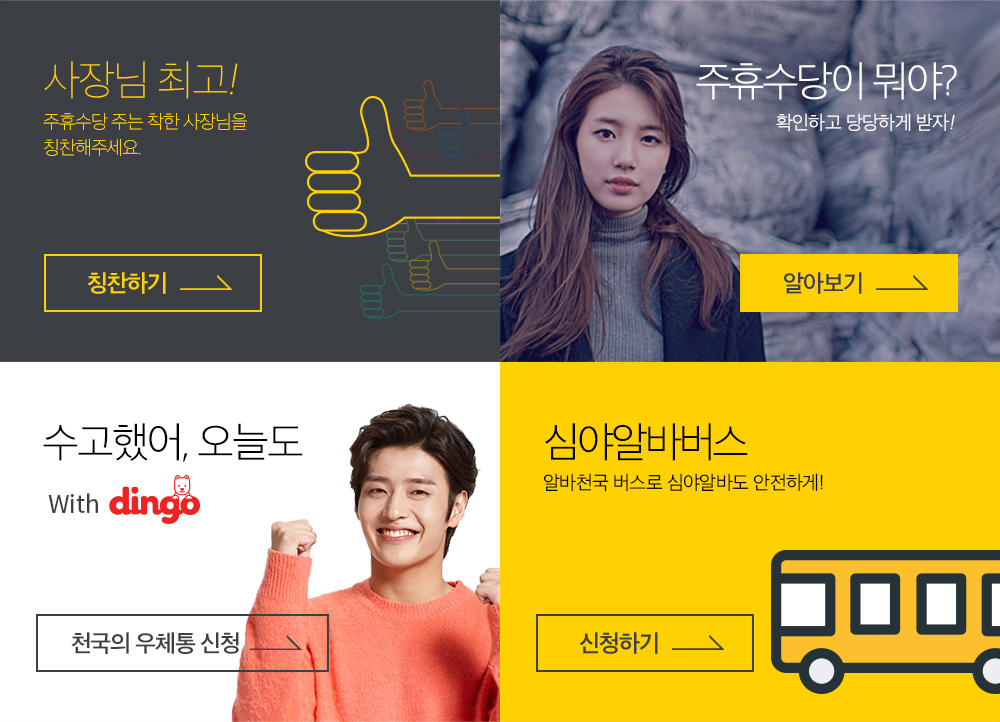 사장님 최고!
주휴수당 주는 착한 사장님을
칭찬해주세요.
칭찬하기
주휴수당이 뭐야?
확인하고 당당하게 받자!
알아보기
수고했어, 오늘도
With dingo
천국의 우체통 신청
심야알바버스
알바천국 버스로 심야알바도 안전하게!
신청하기